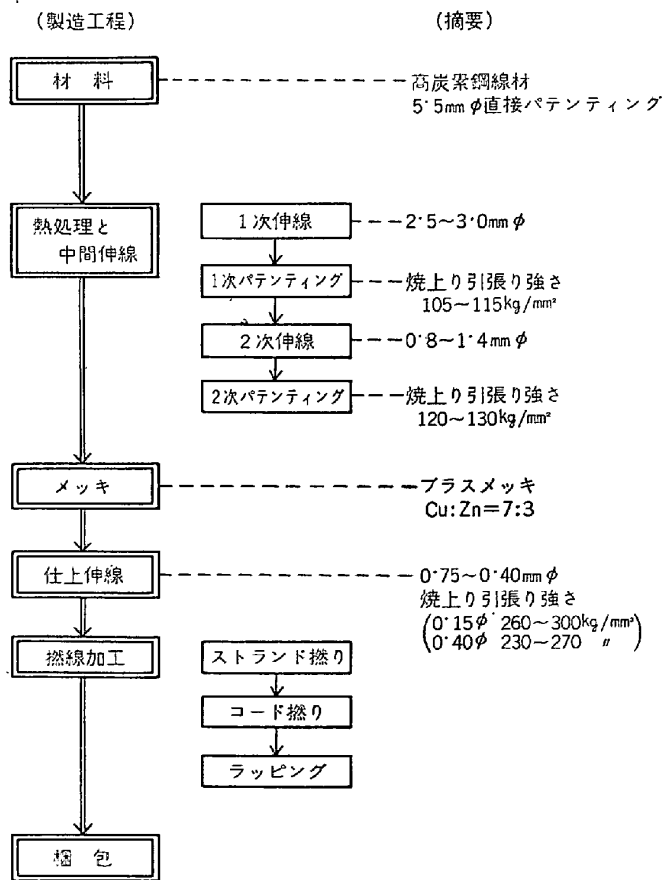 (製造工程)
(摘要)
材料
高炭素鋼線材
5·5mmφ直接パテンティング
熱処理と
中間伸線
1次伸線
2·5~3·0mmφ
1次パテンティング
焼上り引張り強さ
105~115kg/mm²
2次伸線
0·8~1·4mmφ
2次パテンティング
焼上り引張り強さ
120~130kg/mm²
メッキ
ブラスメッキ
Cu:Zn=7:3
仕上伸線
0·75~0·40mmφ
焼上り引張り強さ
(0·15φ 260~300kg/mm²)
(0·40φ 230~270 〃)
撚線加工
ストランド撚り
コード撚り
ラッピング
梱包